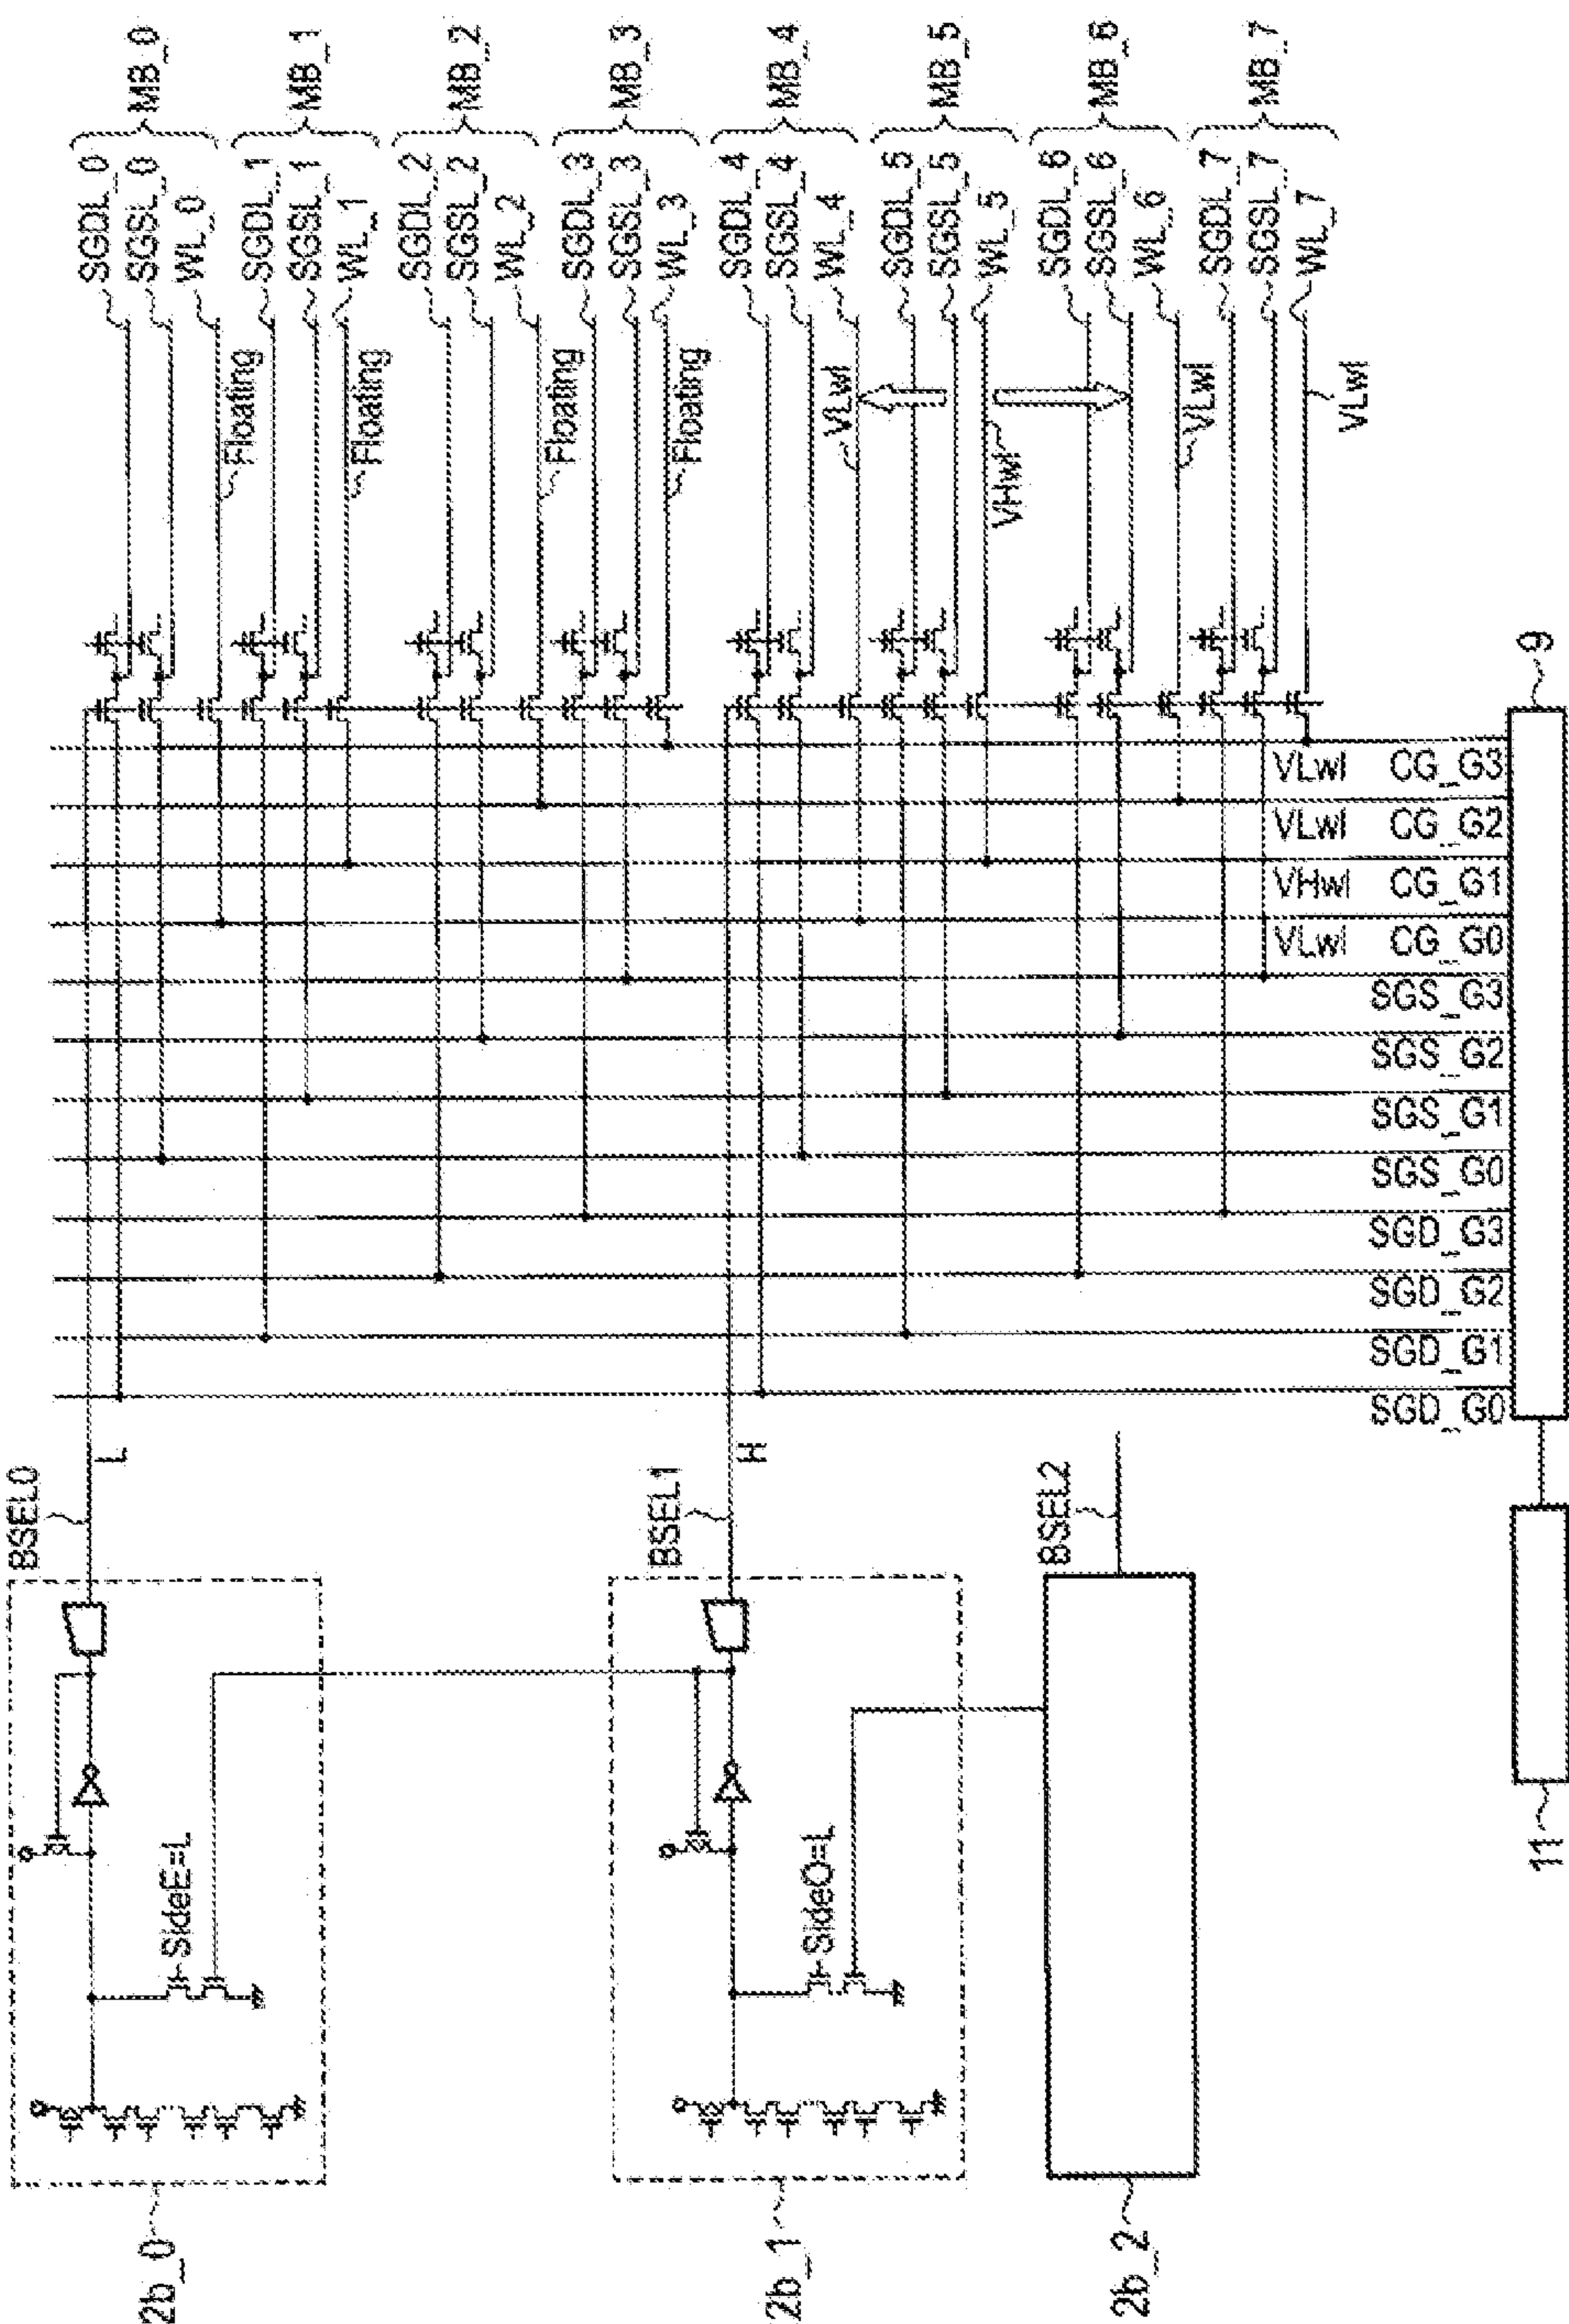 SGDL_0
SGSL_0
WL_0
MB_0
SGDL_1
SGSL_1
WL_1
MB_1
SGDL_2
SGSL_2
WL_2
MB_2
SGDL_3
SGSL_3
WL_3
MB_3
SGDL_4
SGSL_4
WL_4
MB_4
SGDL_5
SGSL_5
WL_5
MB_5
SGDL_6
SGSL_6
WL_6
MB_6
SGDL_7
SGSL_7
WL_7
MB_7
Floating
Floating
Floating
Floating
VLwl
VHwl
VLwl
VLwl
VLwl CG_G3
VLwl CG_G2
VHwl CG_G1
VLwl CG_G0
SGS_G3
SGS_G2
SGS_G1
SGS_G0
SGD_G3
SGD_G2
SGD_G1
SGD_G0
9
11
BSEL0
L
BSEL1
H
BSEL2
SideE=L
SideO=L
2b_0
2b_1
2b_2